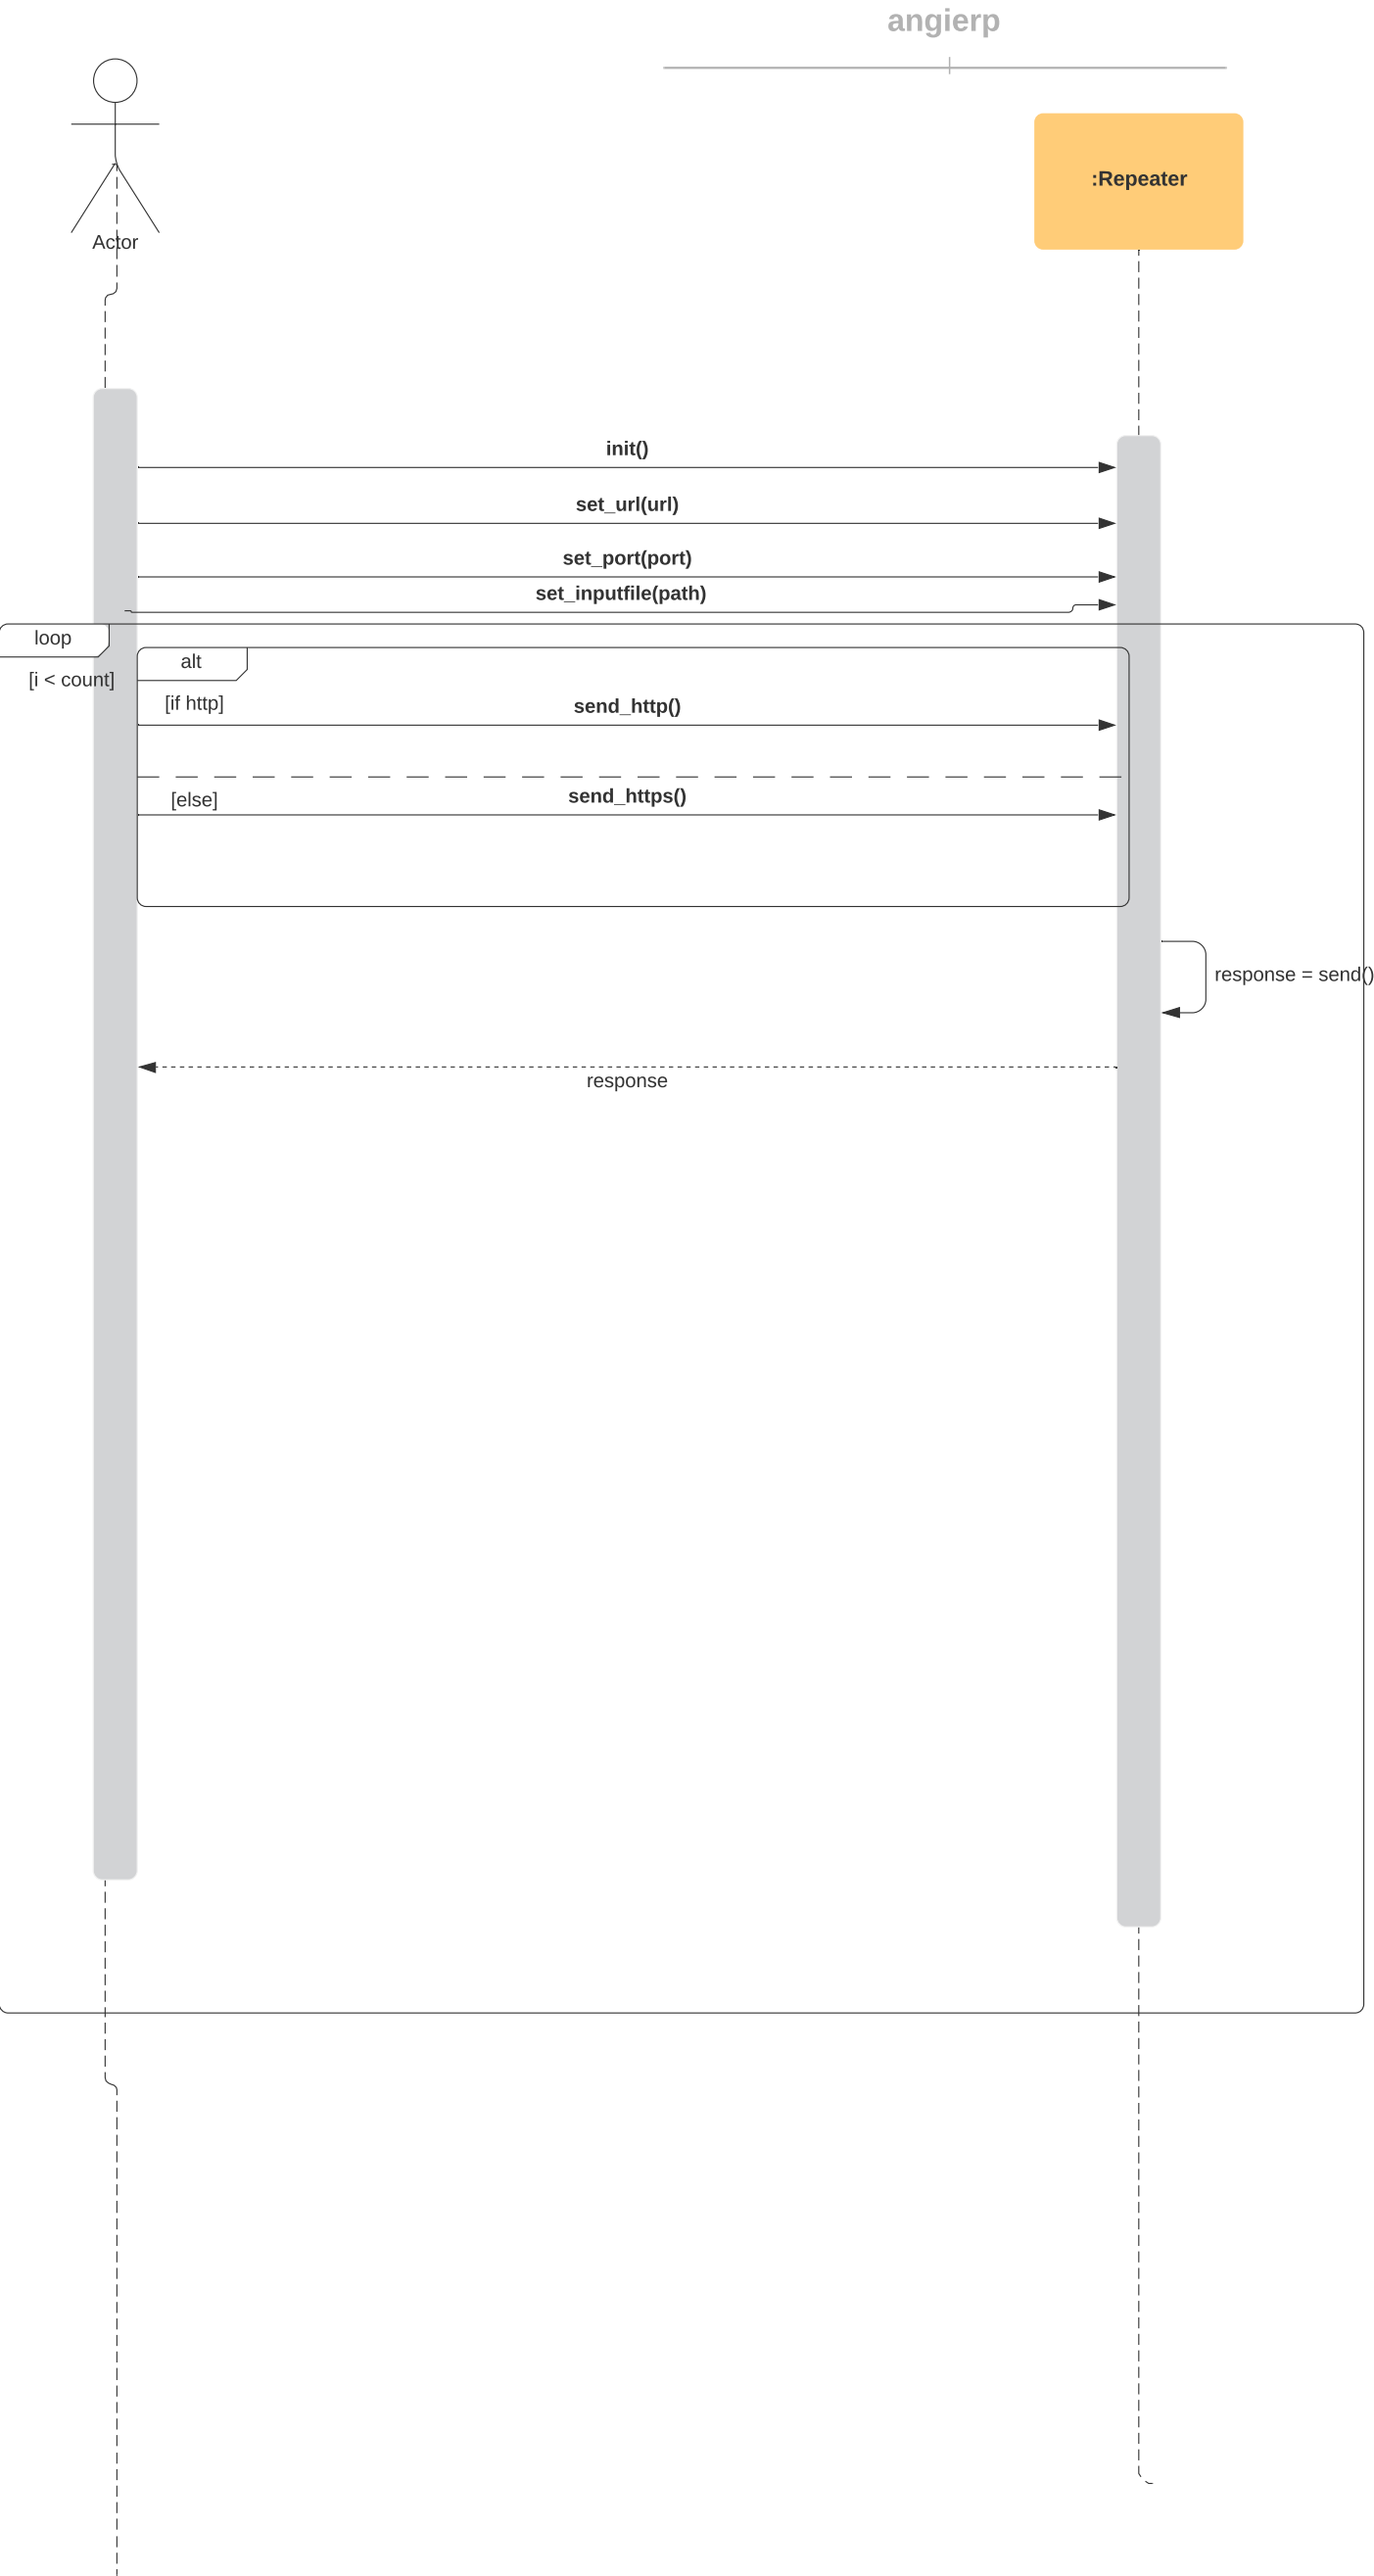 angierp
Actor
:Repeater
init()
set_url(url)
set_port(port)
set_inputfile(path)
loop
[i < count]
alt
[if http]
send_http()
[else]
send_https()
response = send()
response